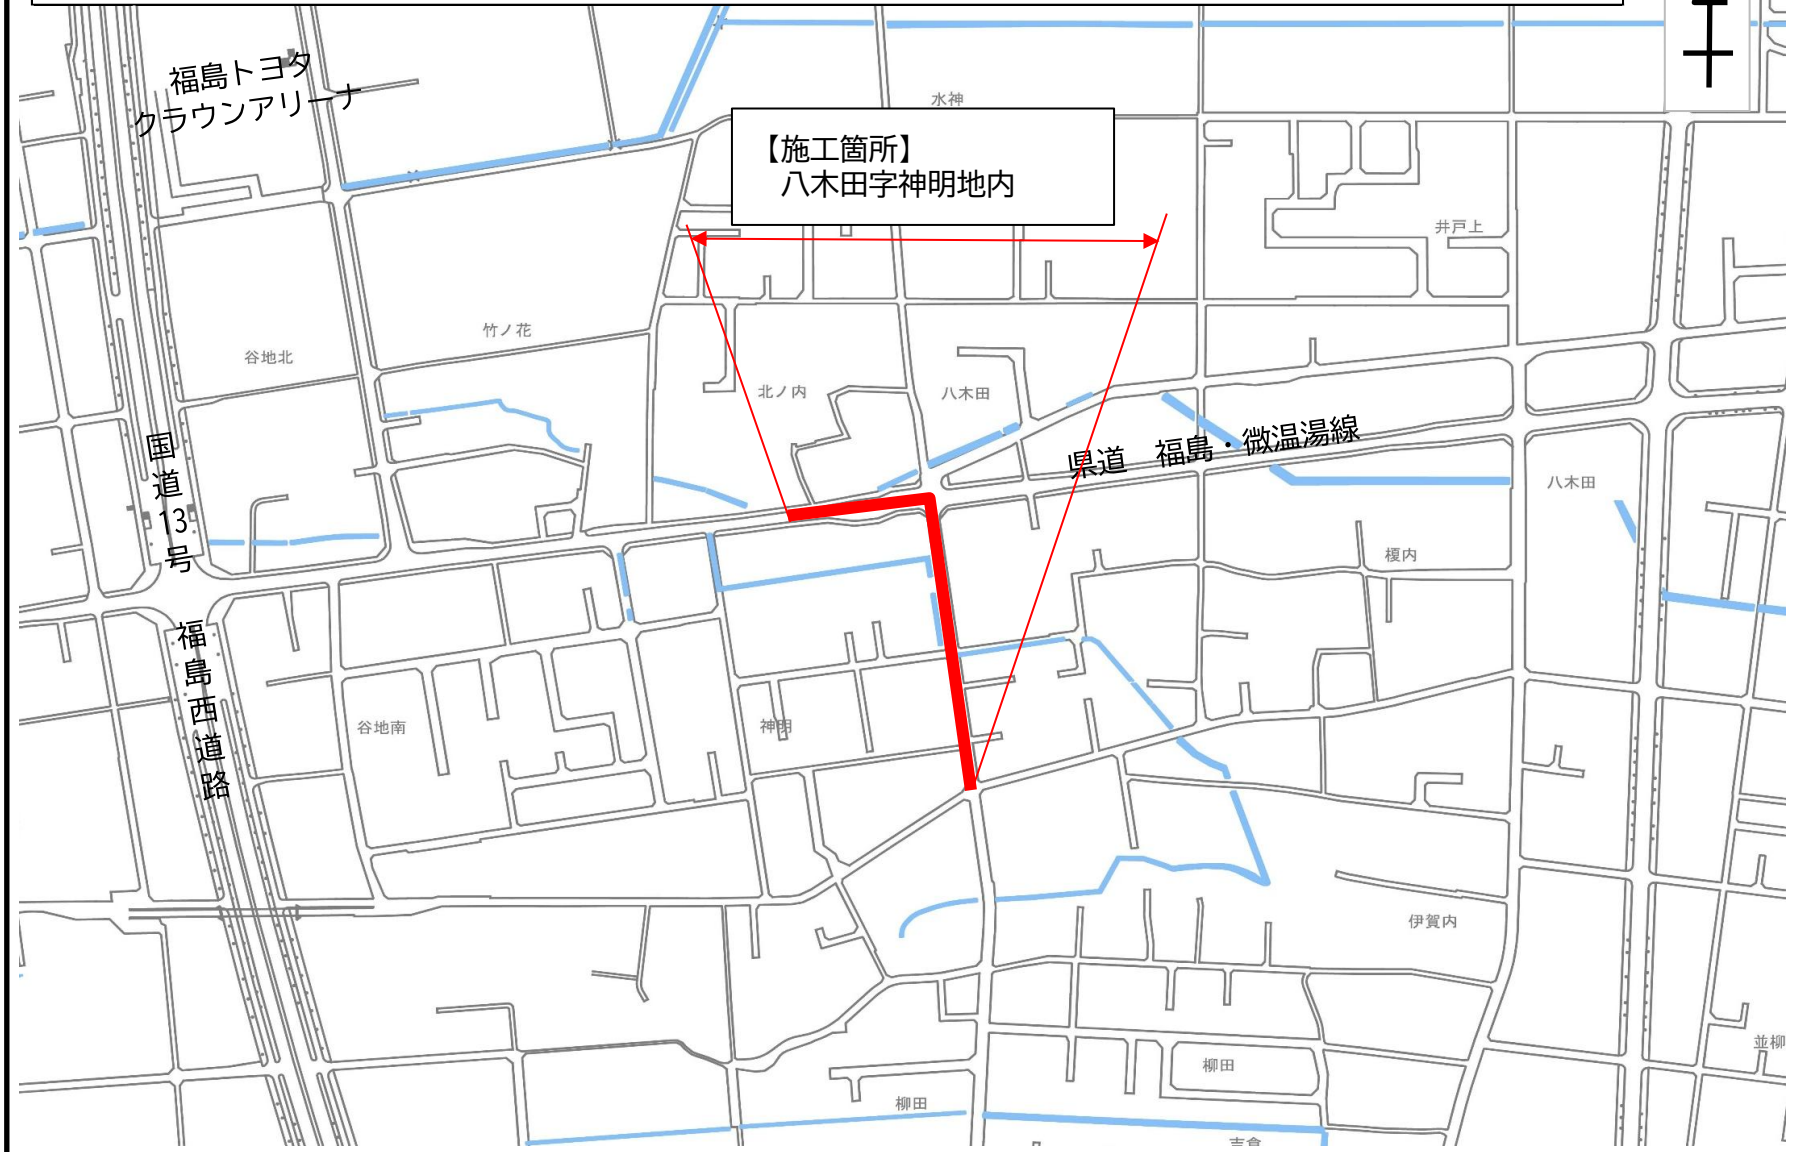 福島トヨタ
クラウンアリーナ
水神
【施工箇所】
八木田字神明地内
井戸上
竹ノ花
谷地北
北ノ内
八木田
県道 福島・微温湯線
国道13号
八木田
榎内
福島西道路
谷地南
神明
伊賀内
並柳
柳田
柳田